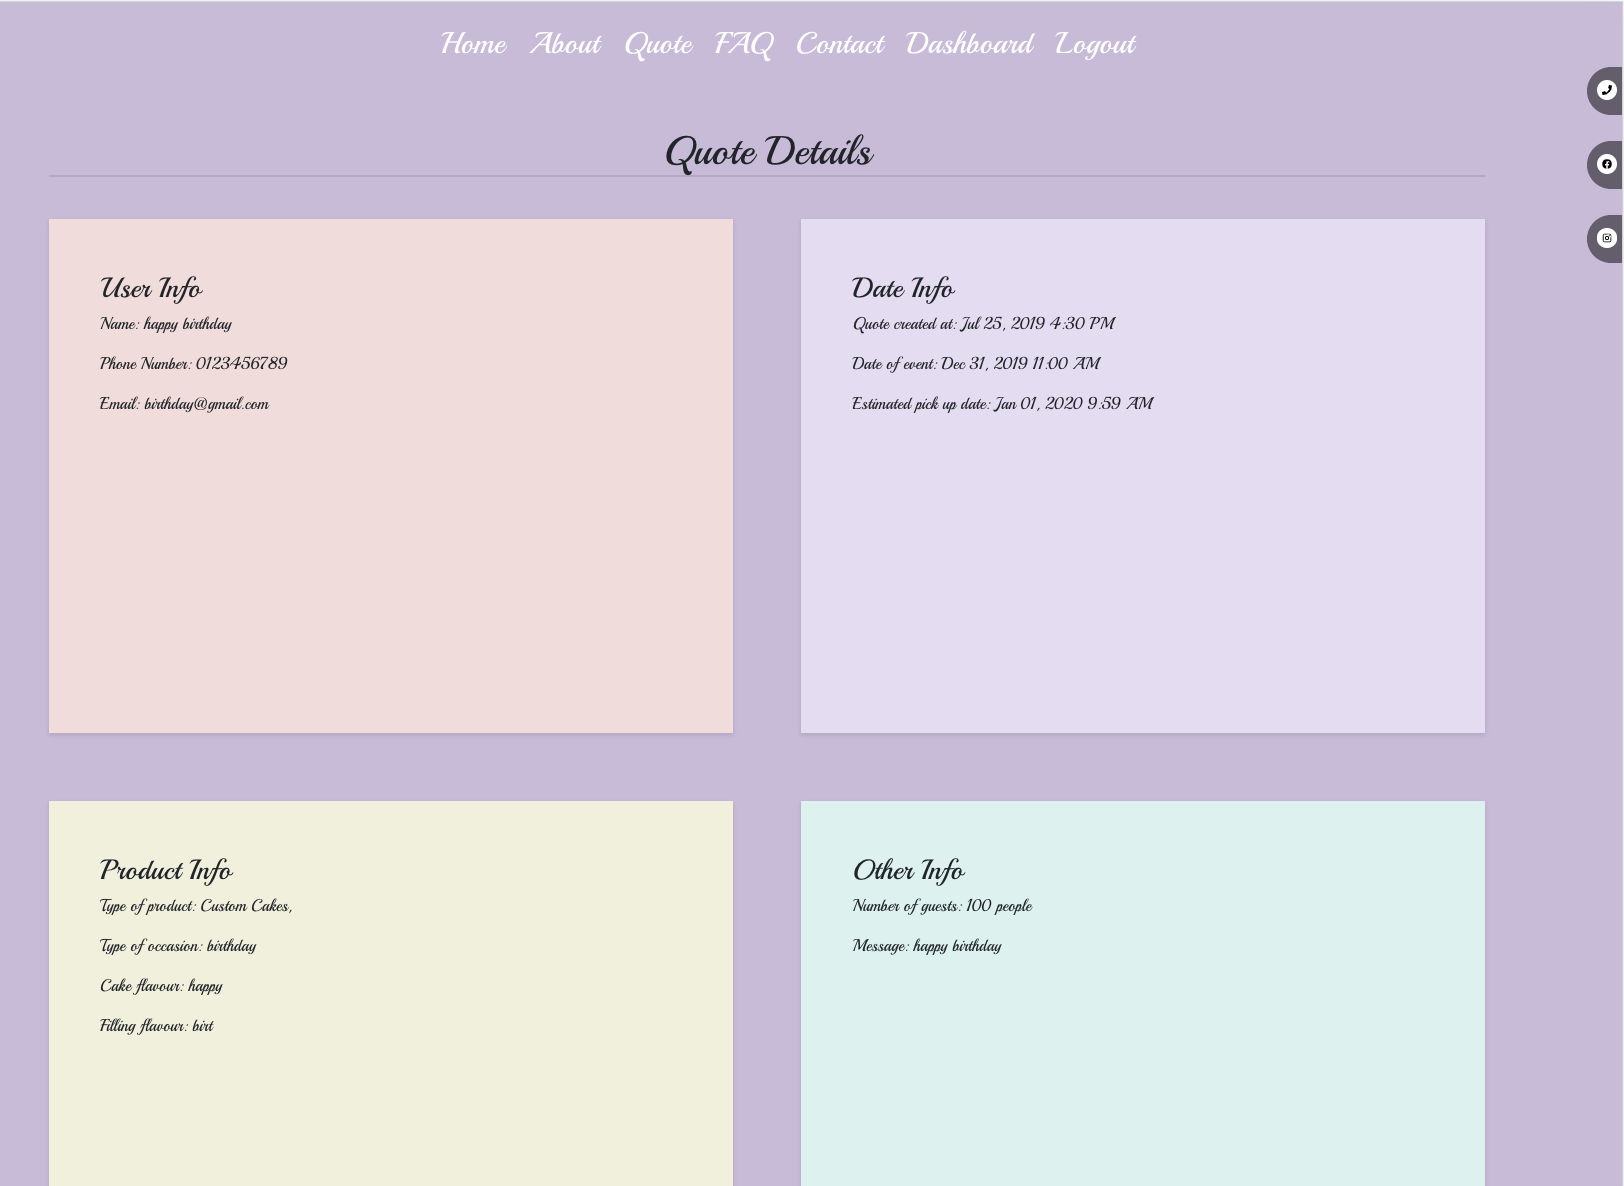 Home About Quote FAQ Contact Dashboard Logout
Quote Details
User Info
Name: happy birthday
Phone Number: 0123456789
Email: birthday@gmail.com
Date Info
Quote created at: Jul 25, 2019 4:30 PM
Date of event: Dec 31, 2019 11:00 AM
Estimated pick up date: Jan 01, 2020 9:59 AM
Product Info
Type of product: Custom Cakes,
Type of occasion: birthday
Cake flavour: happy
Filling flavour: birt
Other Info
Number of guests: 100 people
Message: happy birthday